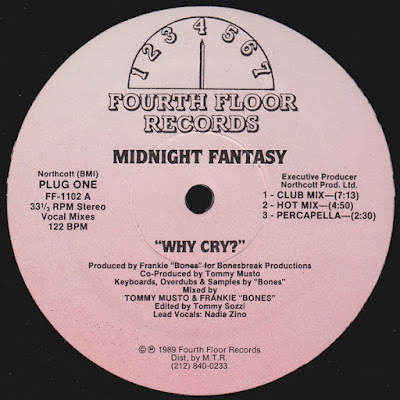 1 2 3 4 5 6 7
FOURTH FLOOR
RECORDS
MIDNIGHT FANTASY
Northcott (BMI)
PLUG ONE
FF-1102 A
33⅓ RPM Stereo
Vocal Mixes
122 BPM
Executive Producer
Northcott Prod. Ltd.
1 - CLUB MIX—(7:13)
2 - HOT MIX—(4:50)
3 - PERCAPELLA—(2:30)
"WHY CRY?"
Produced by Frankie "Bones" for Bonesbreak Productions
Co-Produced by Tommy Musto
Keyboards, Overdubs & Samples by "Bones"
Mixed by
TOMMY MUSTO & FRANKIE "BONES"
Edited by Tommy Sozzi
Lead Vocals: Nadia Zino
© ℗ 1989 Fourth Floor Records
Dist, by M.T.R.
(212) 840-0233